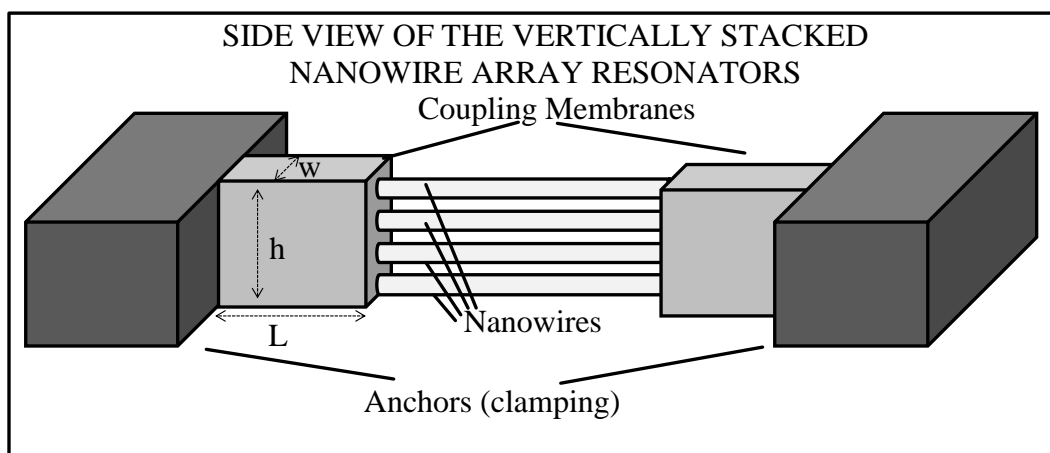 SIDE VIEW OF THE VERTICALLY STACKED
NANOWIRE ARRAY RESONATORS
Coupling Membranes
w
h
L
Nanowires
Anchors (clamping)